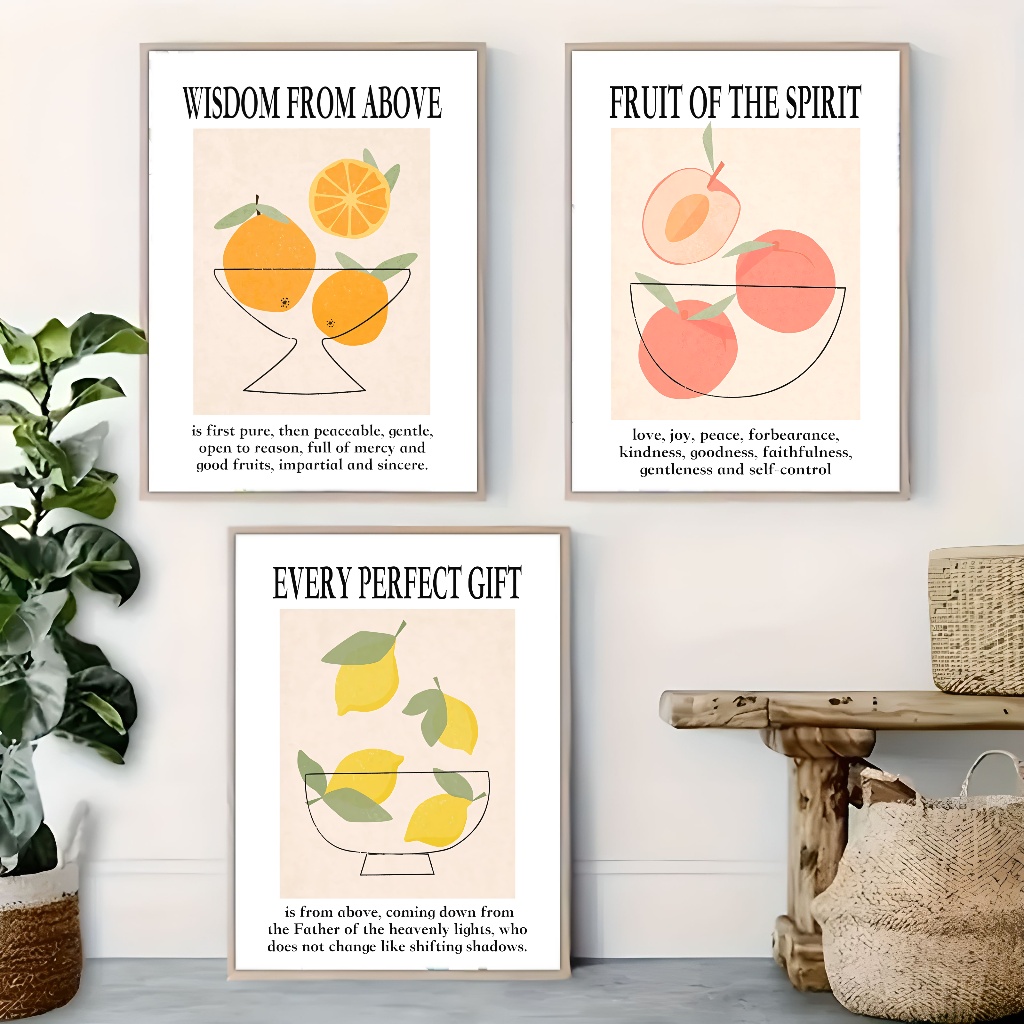 WISDOM FROM ABOVE
is first pure, then peaceable, gentle,
open to reason, full of mercy and
good fruits, impartial and sincere.
FRUIT OF THE SPIRIT
love, joy, peace, forbearance,
kindness, goodness, faithfulness,
gentleness and self-control
EVERY PERFECT GIFT
is from above, coming down from
the Father of the heavenly lights, who
does not change like shifting shadows.